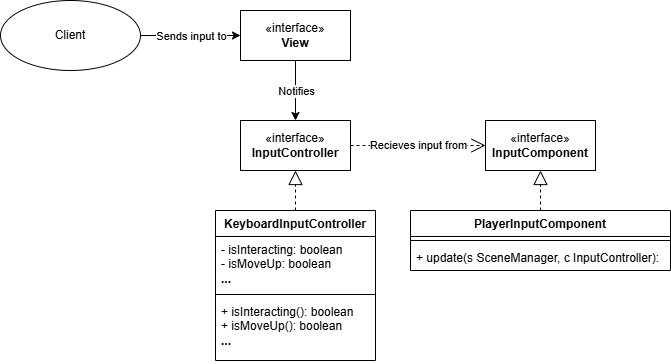 Client
Sends input to
«interface»
View
Notifies
«interface»
InputController
Recieves input from
«interface»
InputComponent
KeyboardInputController
- isInteracting: boolean
- isMoveUp: boolean
...
+ isInteracting(): boolean
+ isMoveUp(): boolean
...
PlayerInputComponent
+ update(s SceneManager, c InputController):